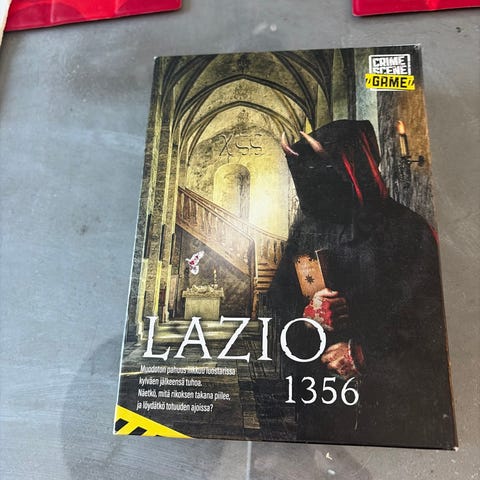 CRIME
SCENE
GAME
LAZIO
1356
Muodoton pahuus liikkuu luostarissa
kylväen jälkeensä tuhoa.
Näetkö, mitä rikoksen takana piilee,
ja löydätkö totuuden ajoissa?